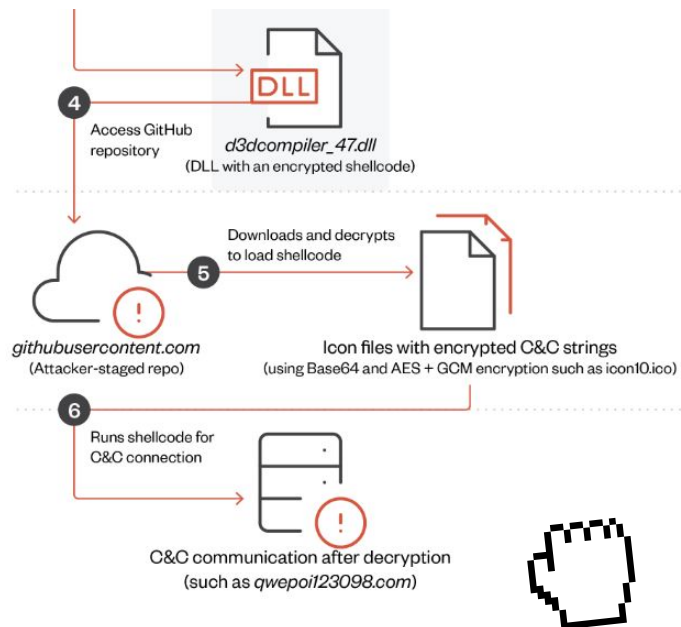 DLL
4
Access GitHub
repository
d3dcompiler_47.dll
(DLL with an encrypted shellcode)
Downloads and decrypts
to load shellcode
5
!
githubusercontent.com
(Attacker-staged repo)
Icon files with encrypted C&C strings
(using Base64 and AES + GCM encryption such as icon10.ico)
6
Runs shellcode for
C&C connection
!
C&C communication after decryption
(such as qwepoi123098.com)